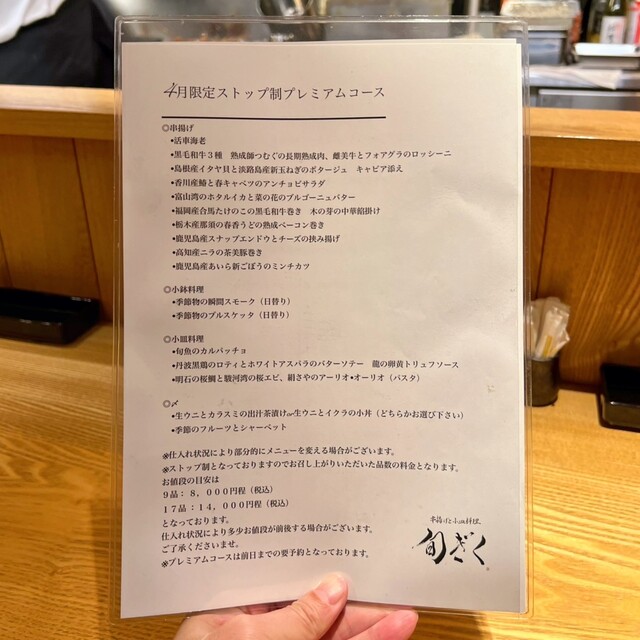 4月限定ストップ制プレミアムコース
◎串揚げ
•活車海老
•黒毛和牛3種　熟成師つむぐの長期熟成肉、雌美牛とフォアグラのロッシーニ
•島根産イタヤ貝と淡路島産新玉ねぎのポタージュ　キャビア添え
•香川産鰆と春キャベツのアンチョビサラダ
•富山湾のホタルイカと菜の花のブルゴーニュバター
•福岡産合馬たけのこの黒毛和牛巻き　木の芽の中華餡掛け
•栃木産那須の春香うどの熟成ベーコン巻き
•鹿児島産スナップエンドウとチーズの挟み揚げ
•高知産ニラの茶美豚巻き
•鹿児島産あいら新ごぼうのミンチカツ
◎小鉢料理
•季節物の瞬間スモーク（日替り）
•季節物のブルスケッタ（日替り）
◎小皿料理
•旬魚のカルパッチョ
•丹波黒鶏のロティとホワイトアスパラのバターソテー　龍の卵黄トリュフソース
•明石の桜鯛と駿河湾の桜エビ、絹さやのアーリオ•オーリオ（パスタ）
◎〆
•生ウニとカラスミの出汁茶漬けor生ウニとイクラの小丼（どちらかお選び下さい）
•季節のフルーツとシャーベット
※仕入れ状況により部分的にメニューを変える場合がございます。
※ストップ制となっておりますのでお召し上がりいただいた品数の料金となります。
お値段の目安は
9品：8，000円程（税込）
17品：14，000円程（税込）
となっております。
仕入れ状況により多少お値段が前後する場合がございます。
ご了承くださいませ。
※プレミアムコースは前日までの要予約となっております。
串揚げと小皿料理
旬ざく